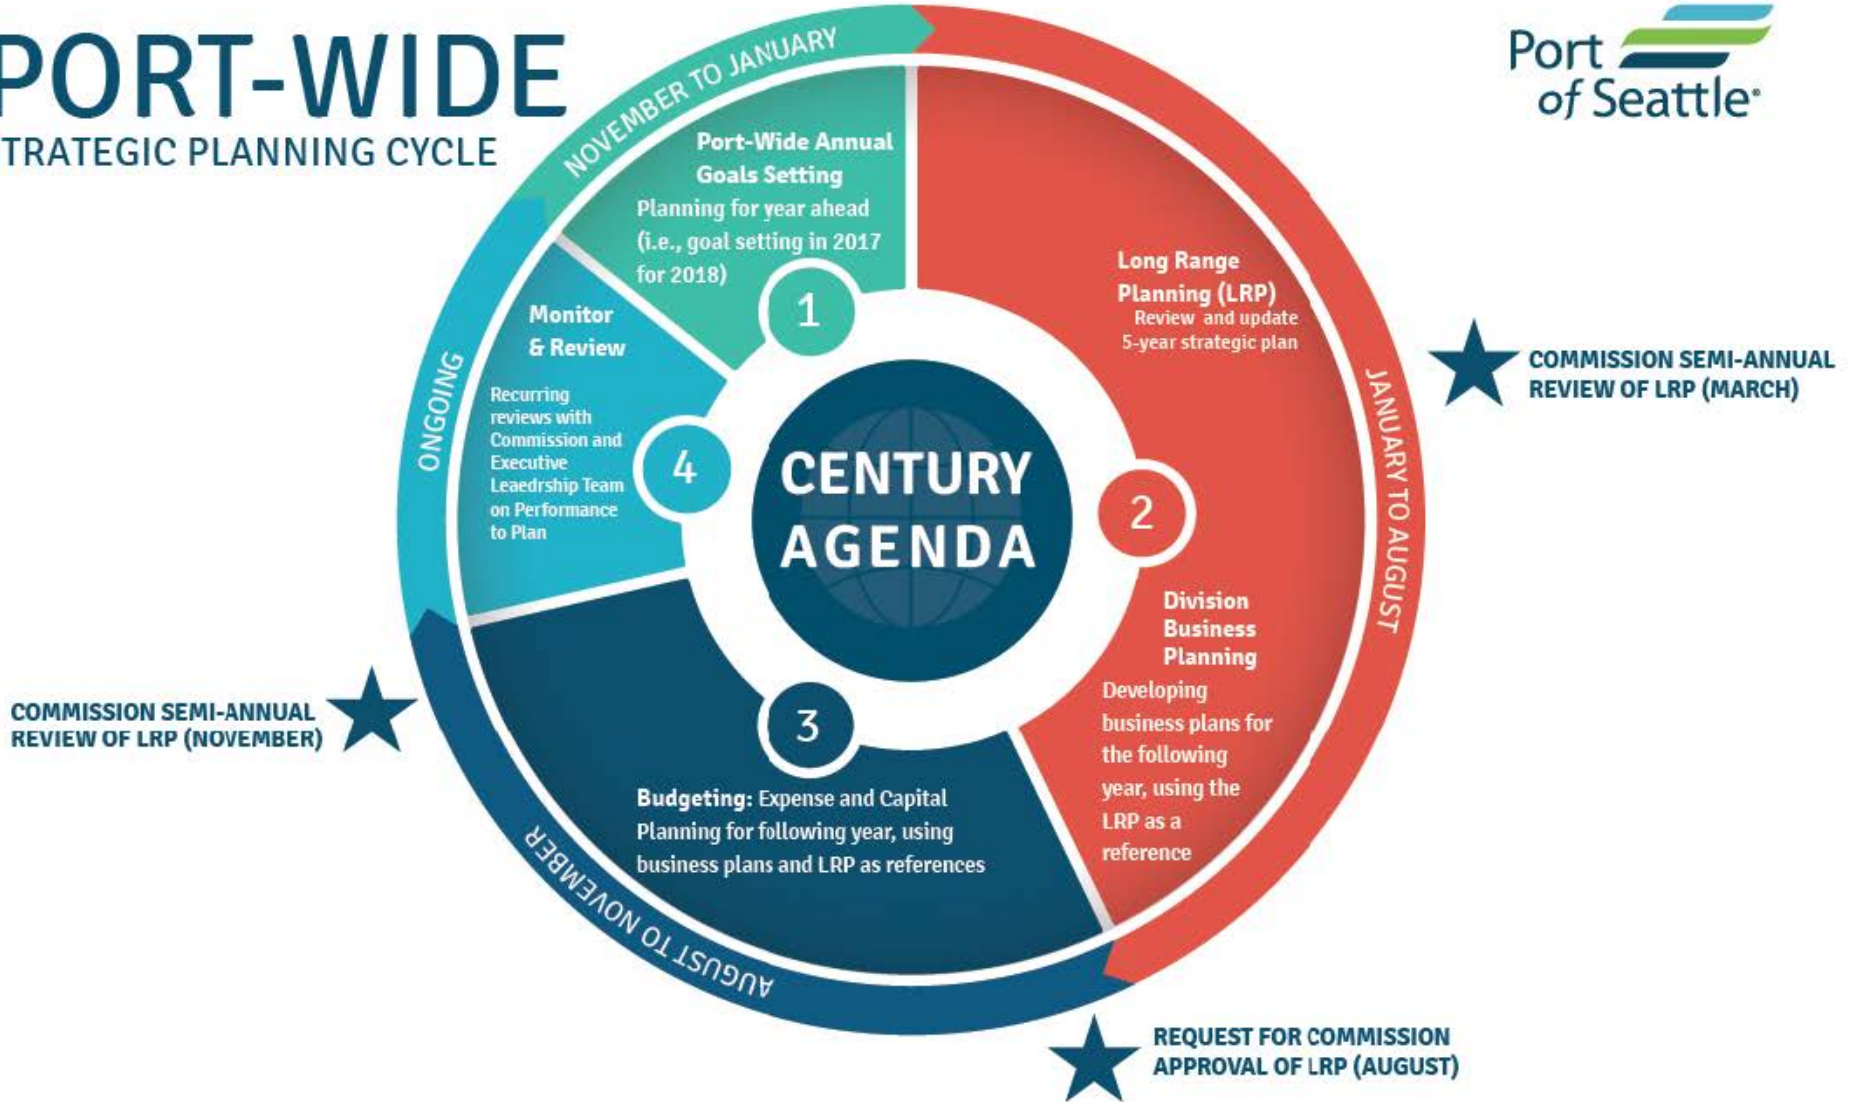 PORT-WIDE
TRATEGIC PLANNING CYCLE
Port
of Seattle
NOVEMBER TO JANUARY
Port-Wide Annual
Goals Setting
Planning for year ahead
(i.e., goal setting in 2017
for 2018)
1
Long Range
Planning (LRP)
Review and update
5-year strategic plan
JANUARY TO AUGUST
COMMISSION SEMI-ANNUAL
REVIEW OF LRP (MARCH)
2
Division
Business
Planning
Developing
business plans for
the following
year, using the
LRP as a
reference
REQUEST FOR COMMISSION
APPROVAL OF LRP (AUGUST)
3
Budgeting: Expense and Capital
Planning for following year, using
business plans and LRP as references
AUGUST TO NOVEMBER
COMMISSION SEMI-ANNUAL
REVIEW OF LRP (NOVEMBER)
ONGOING
Monitor
& Review
Recurring
reviews with
Commission and
Executive
Leaedrship Team
on Performance
to Plan
4
CENTURY
AGENDA